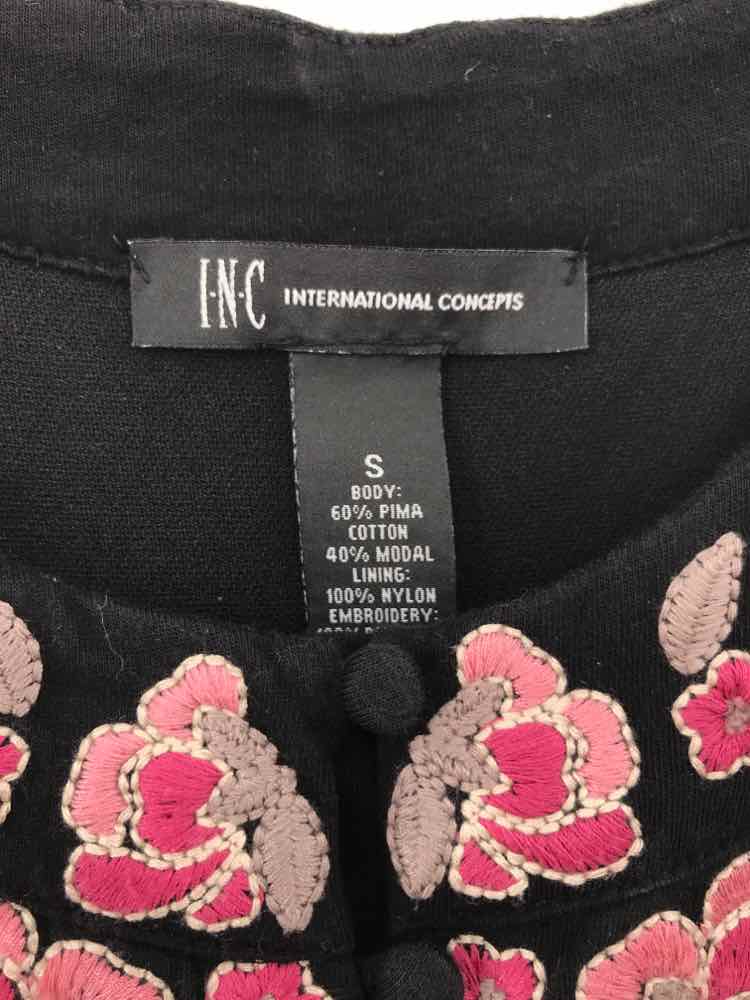 I·N·C INTERNATIONAL CONCEPTS
S
BODY:
60% PIMA
COTTON
40% MODAL
LINING:
100% NYLON
EMBROIDERY: